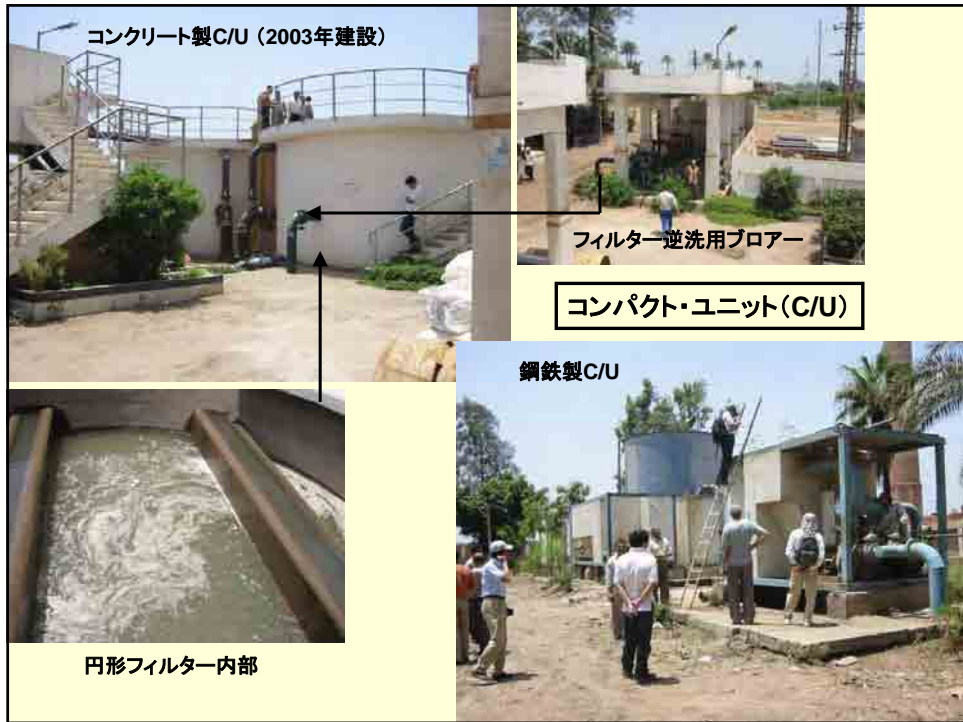 コンクリート製C/U (2003年建設)
フィルター逆洗用ブロアー
コンパクト・ユニット(C/U)
鋼鉄製C/U
円形フィルター内部